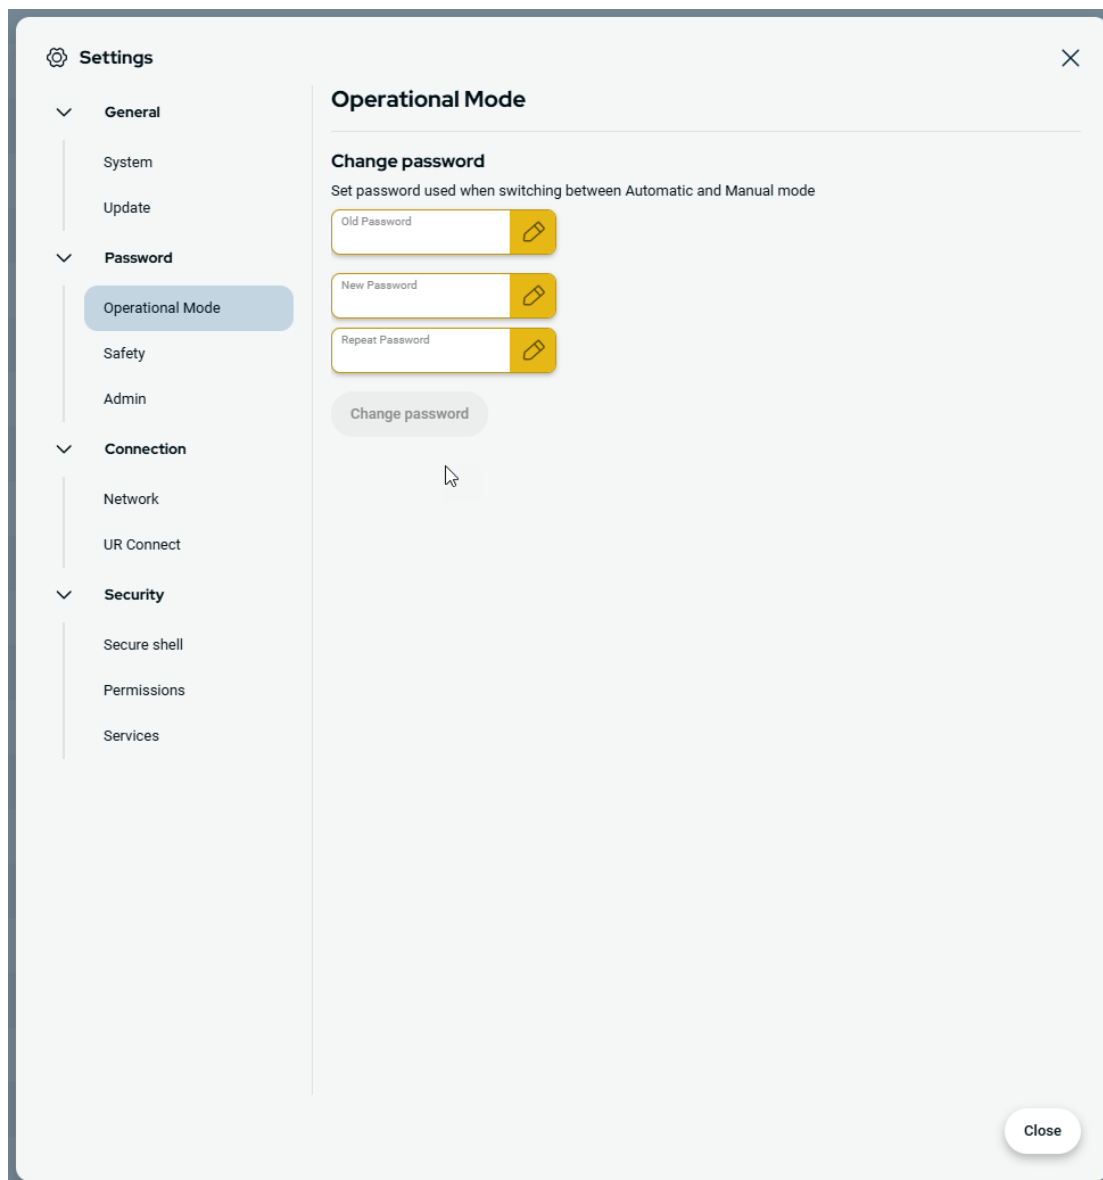 Settings
General
System
Update
Password
Operational Mode
Safety
Admin
Connection
Network
UR Connect
Security
Secure shell
Permissions
Services
Operational Mode
Change password
Set password used when switching between Automatic and Manual mode
Old Password
New Password
Repeat Password
Change password
Close